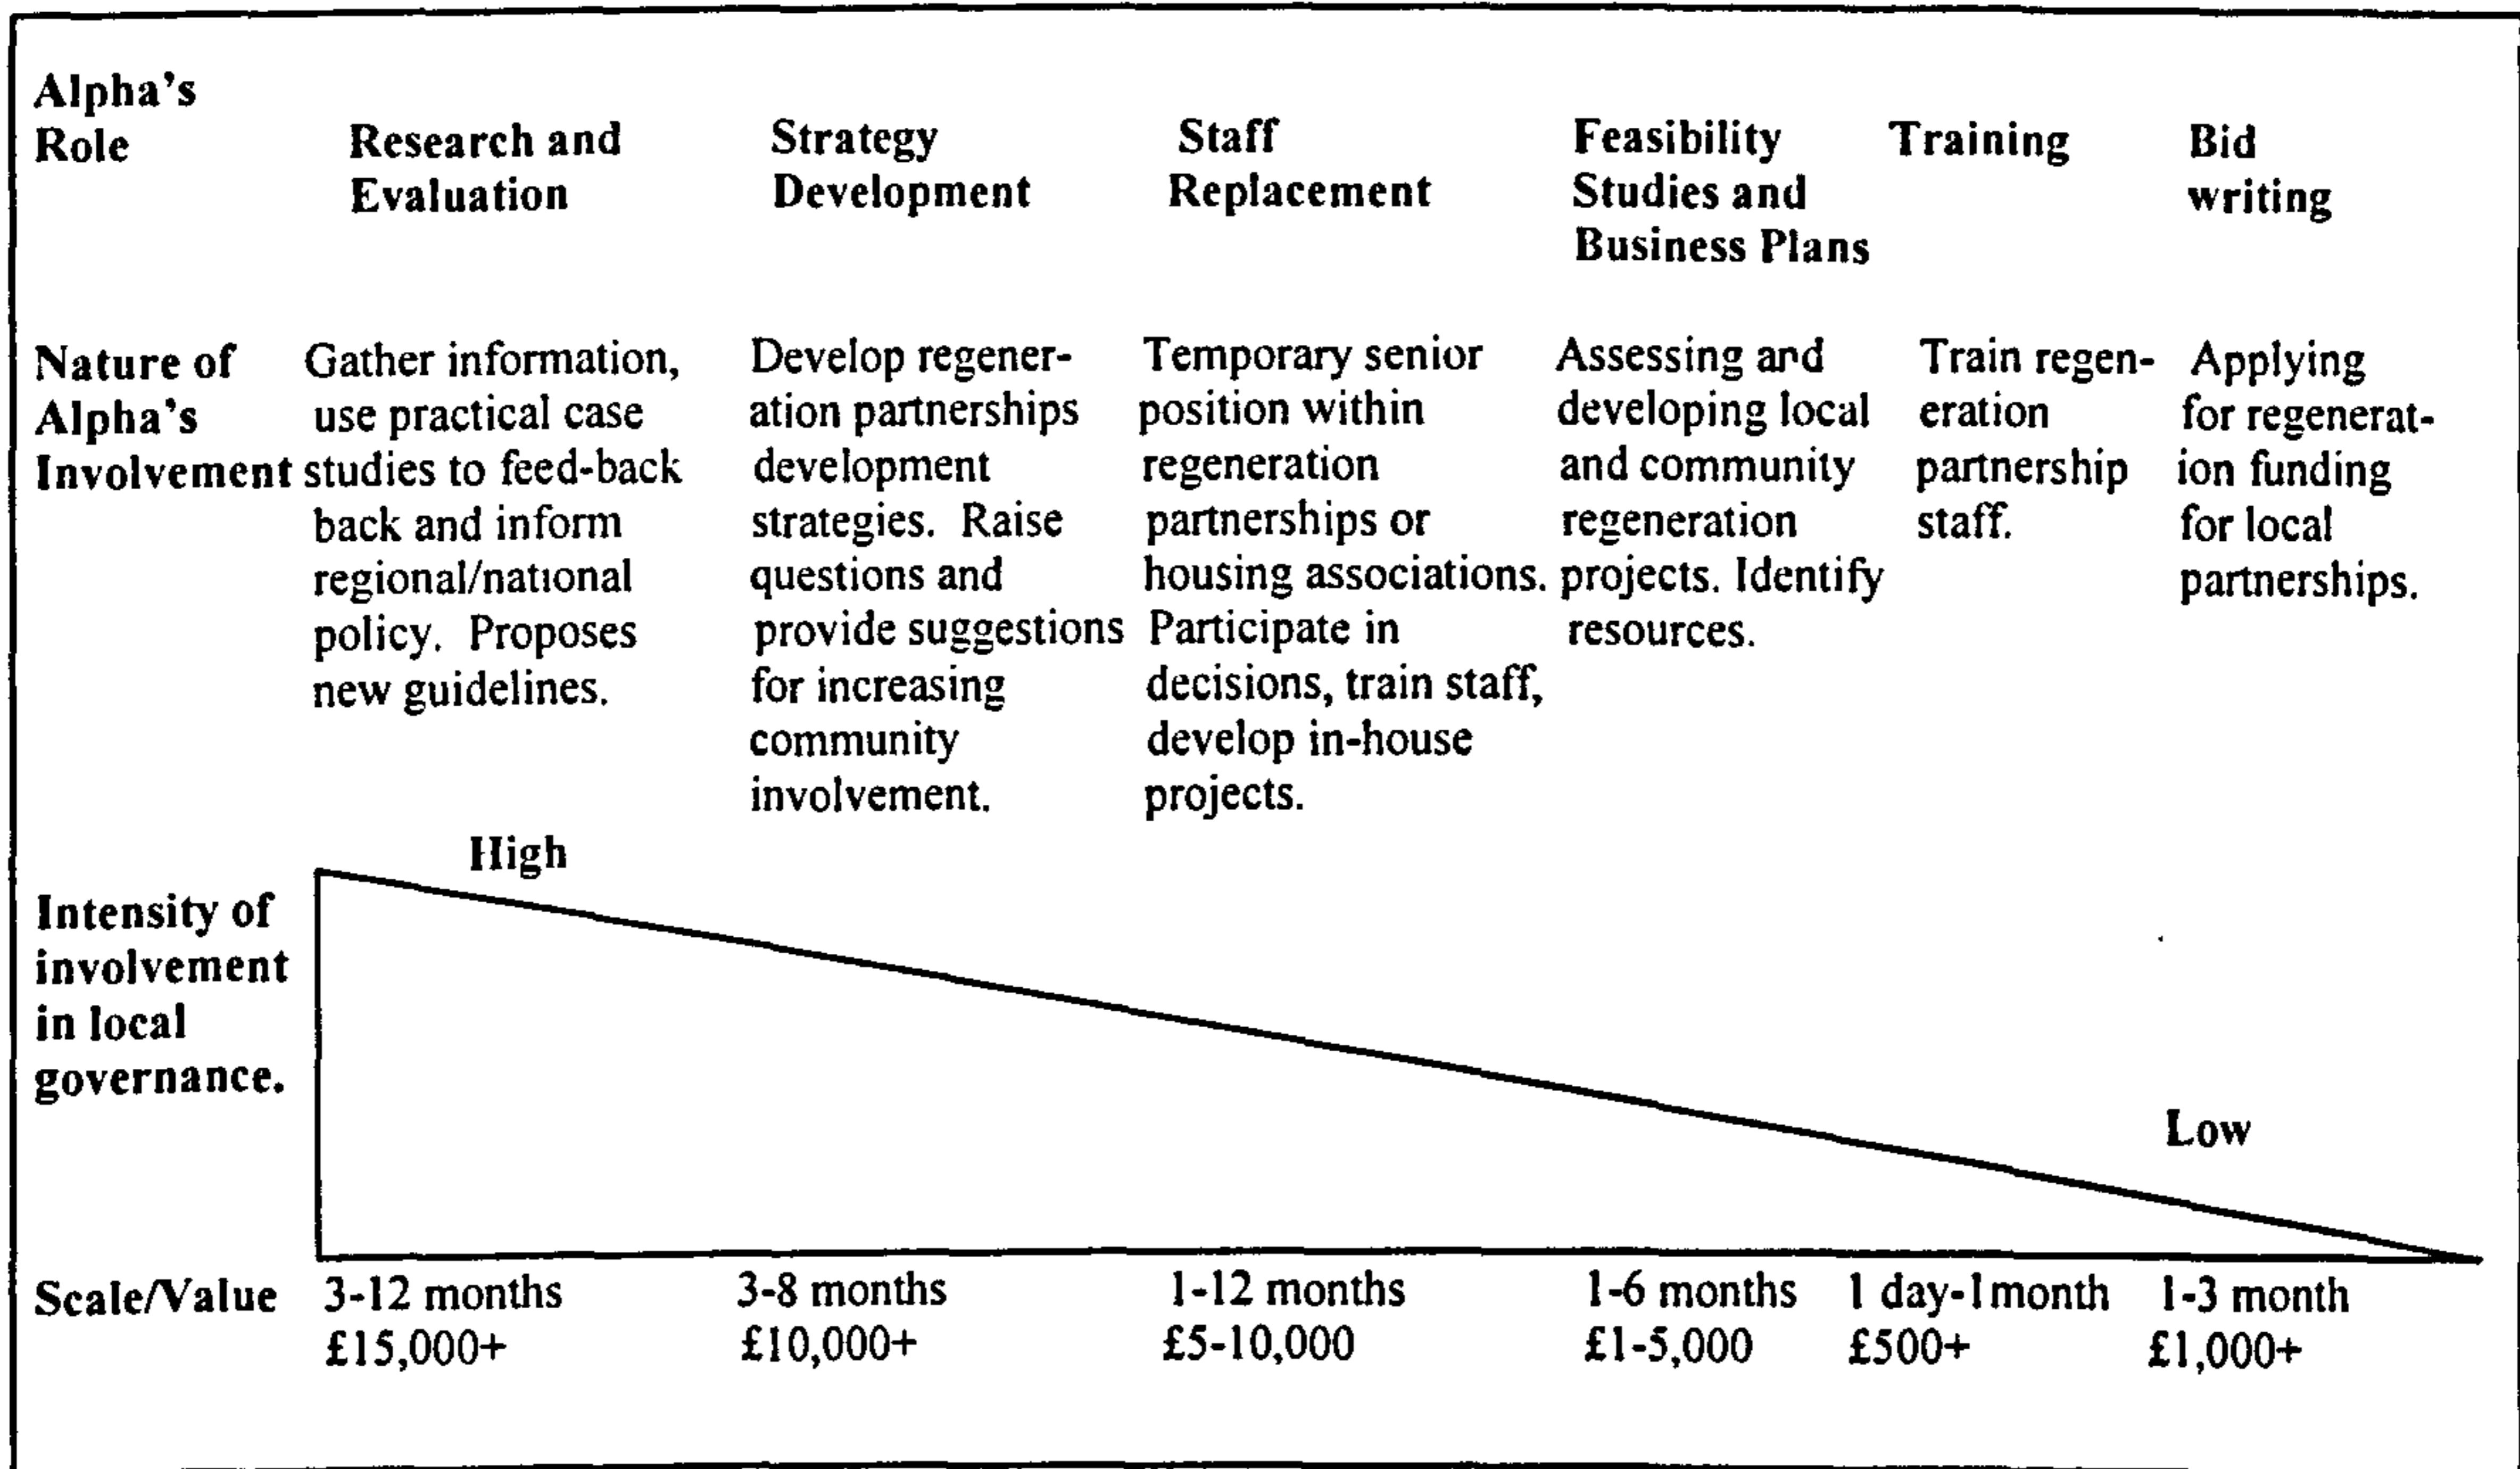 Alpha's
Role
Research and
Evaluation
Strategy
Development
Staff
Replacement
Feasibility
Studies and
Business Plans
Training
Bid
writing
Nature of
Alpha's
Involvement
Gather information,
use practical case
studies to feed-back
back and inform
regional/national
policy. Proposes
new guidelines.
Develop regener-
ation partnerships
development
strategies. Raise
questions and
provide suggestions
for increasing
community
involvement.
Temporary senior
position within
regeneration
partnerships or
housing associations.
Participate in
decisions, train staff,
develop in-house
projects.
Assessing and
developing local
and community
regeneration
projects. Identify
resources.
Train regen-
eration
partnership
staff.
Applying
for regenerat-
ion funding
for local
partnerships.
High
Intensity of
involvement
in local
governance.
Low
Scale/Value
3-12 months
£15,000+
3-8 months
£10,000+
1-12 months
£5-10,000
1-6 months
£1-5,000
1 day-1month
£500+
1-3 month
£1,000+